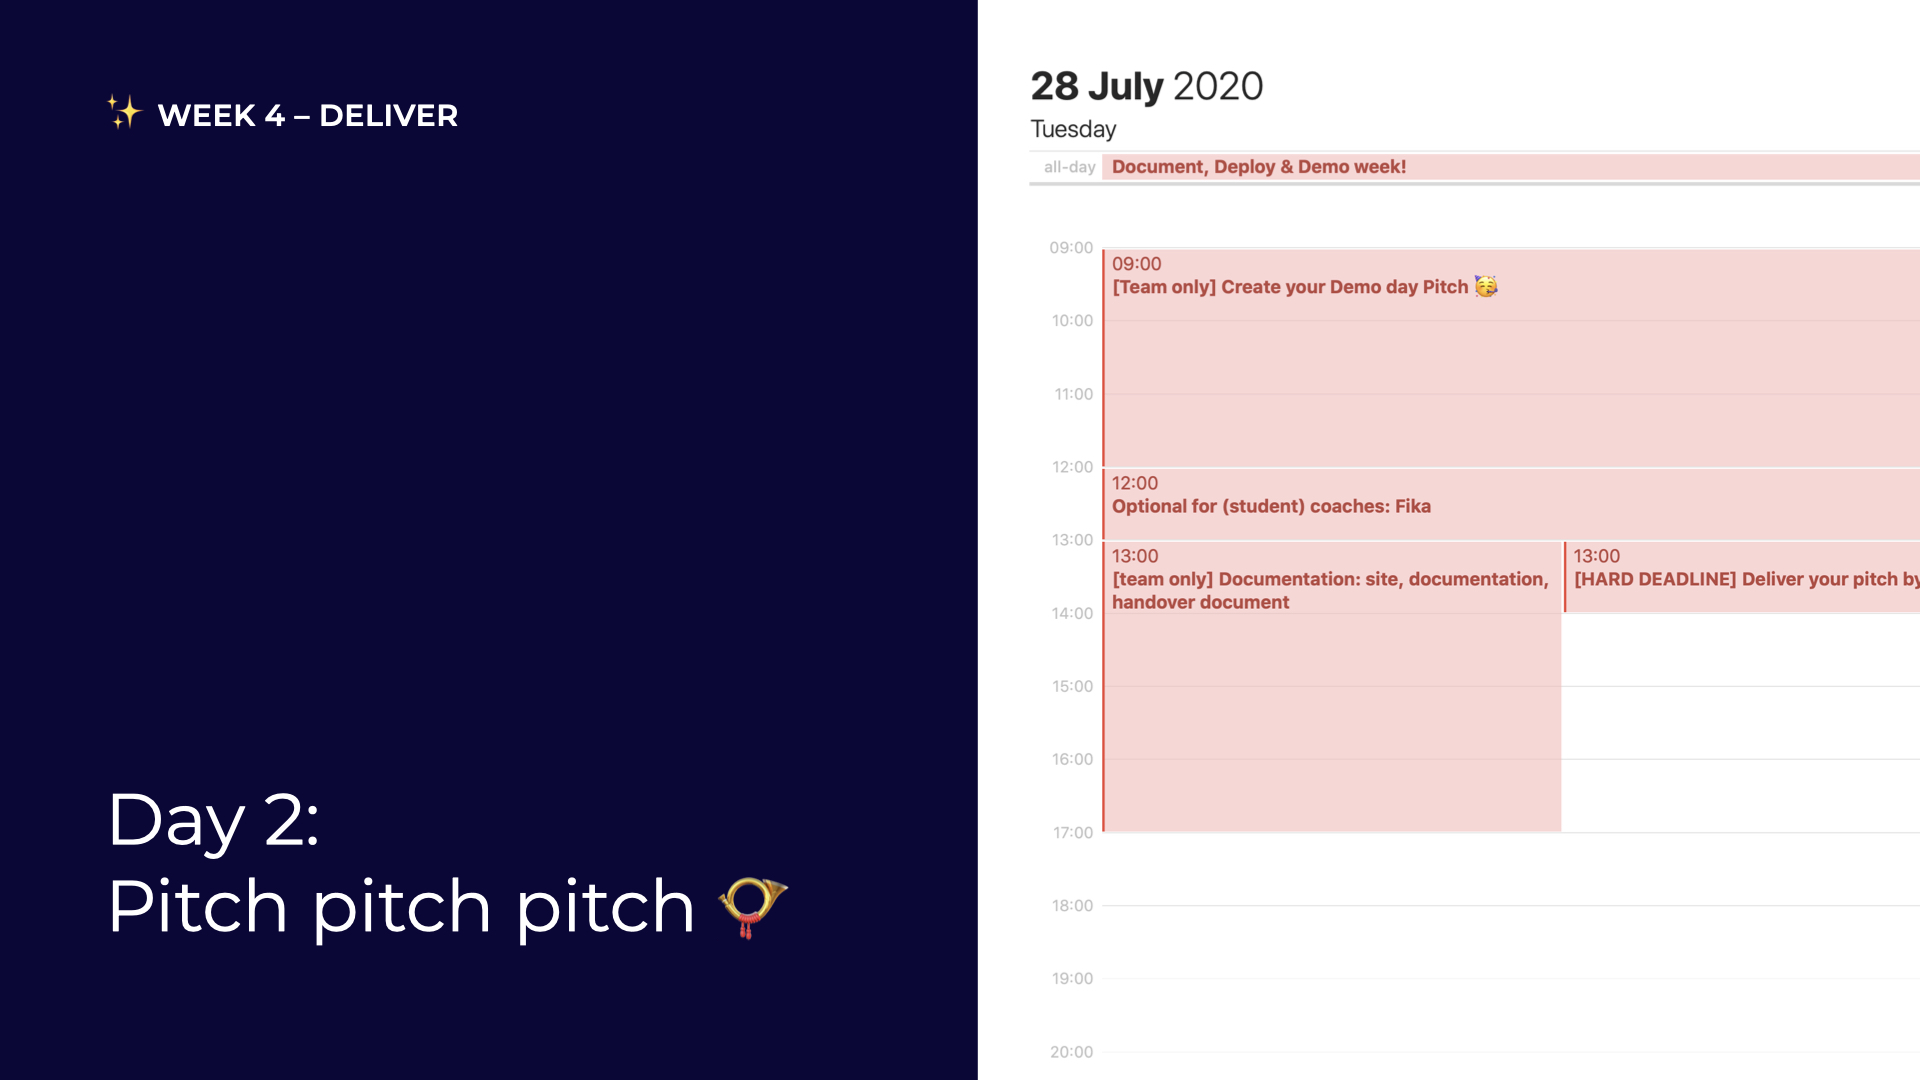 ✨ WEEK 4 – DELIVER
Day 2:
Pitch pitch pitch 📯
28 July 2020
Tuesday
all-day Document, Deploy & Demo week!
09:00
09:00
[Team only] Create your Demo day Pitch 🥳
10:00
11:00
12:00
12:00
Optional for (student) coaches: Fika
13:00
13:00
[team only] Documentation: site, documentation,
handover document
13:00
[HARD DEADLINE] Deliver your pitch by
14:00
15:00
16:00
17:00
18:00
19:00
20:00